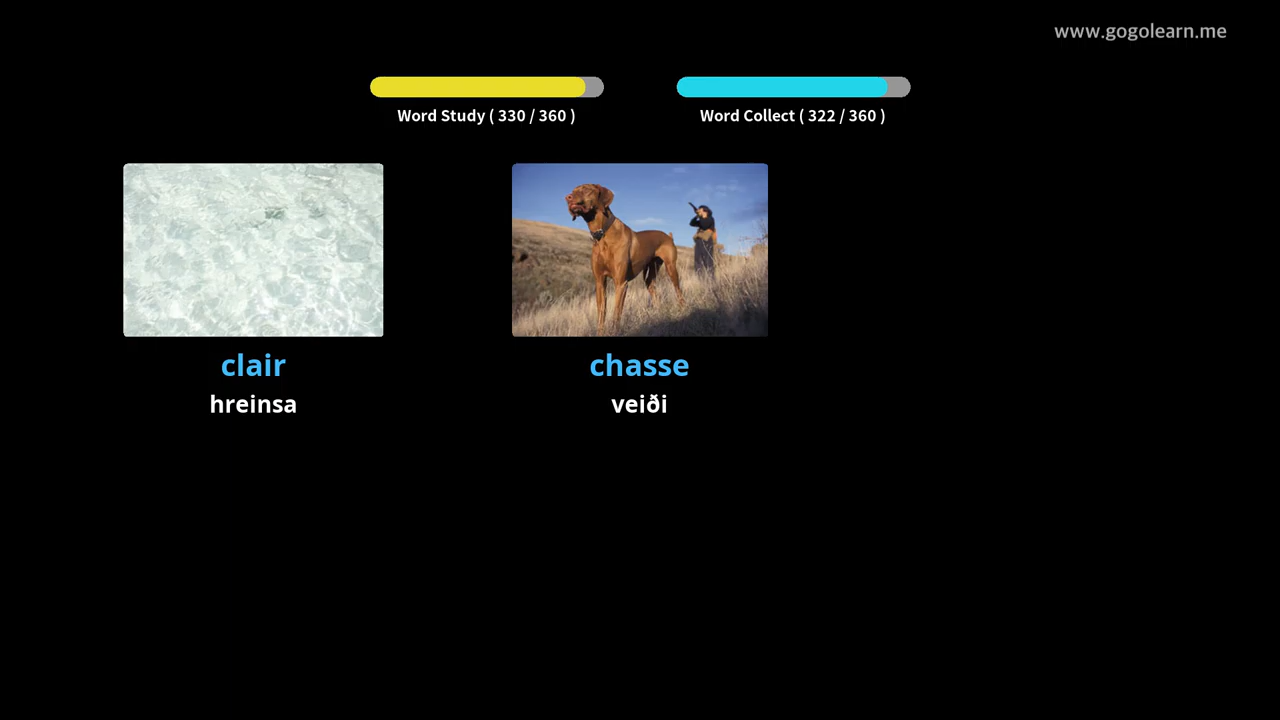 www.gogolearn.me
Word Study ( 330 / 360 )
Word Collect ( 322 / 360 )
clair
hreinsa
chasse
veiði